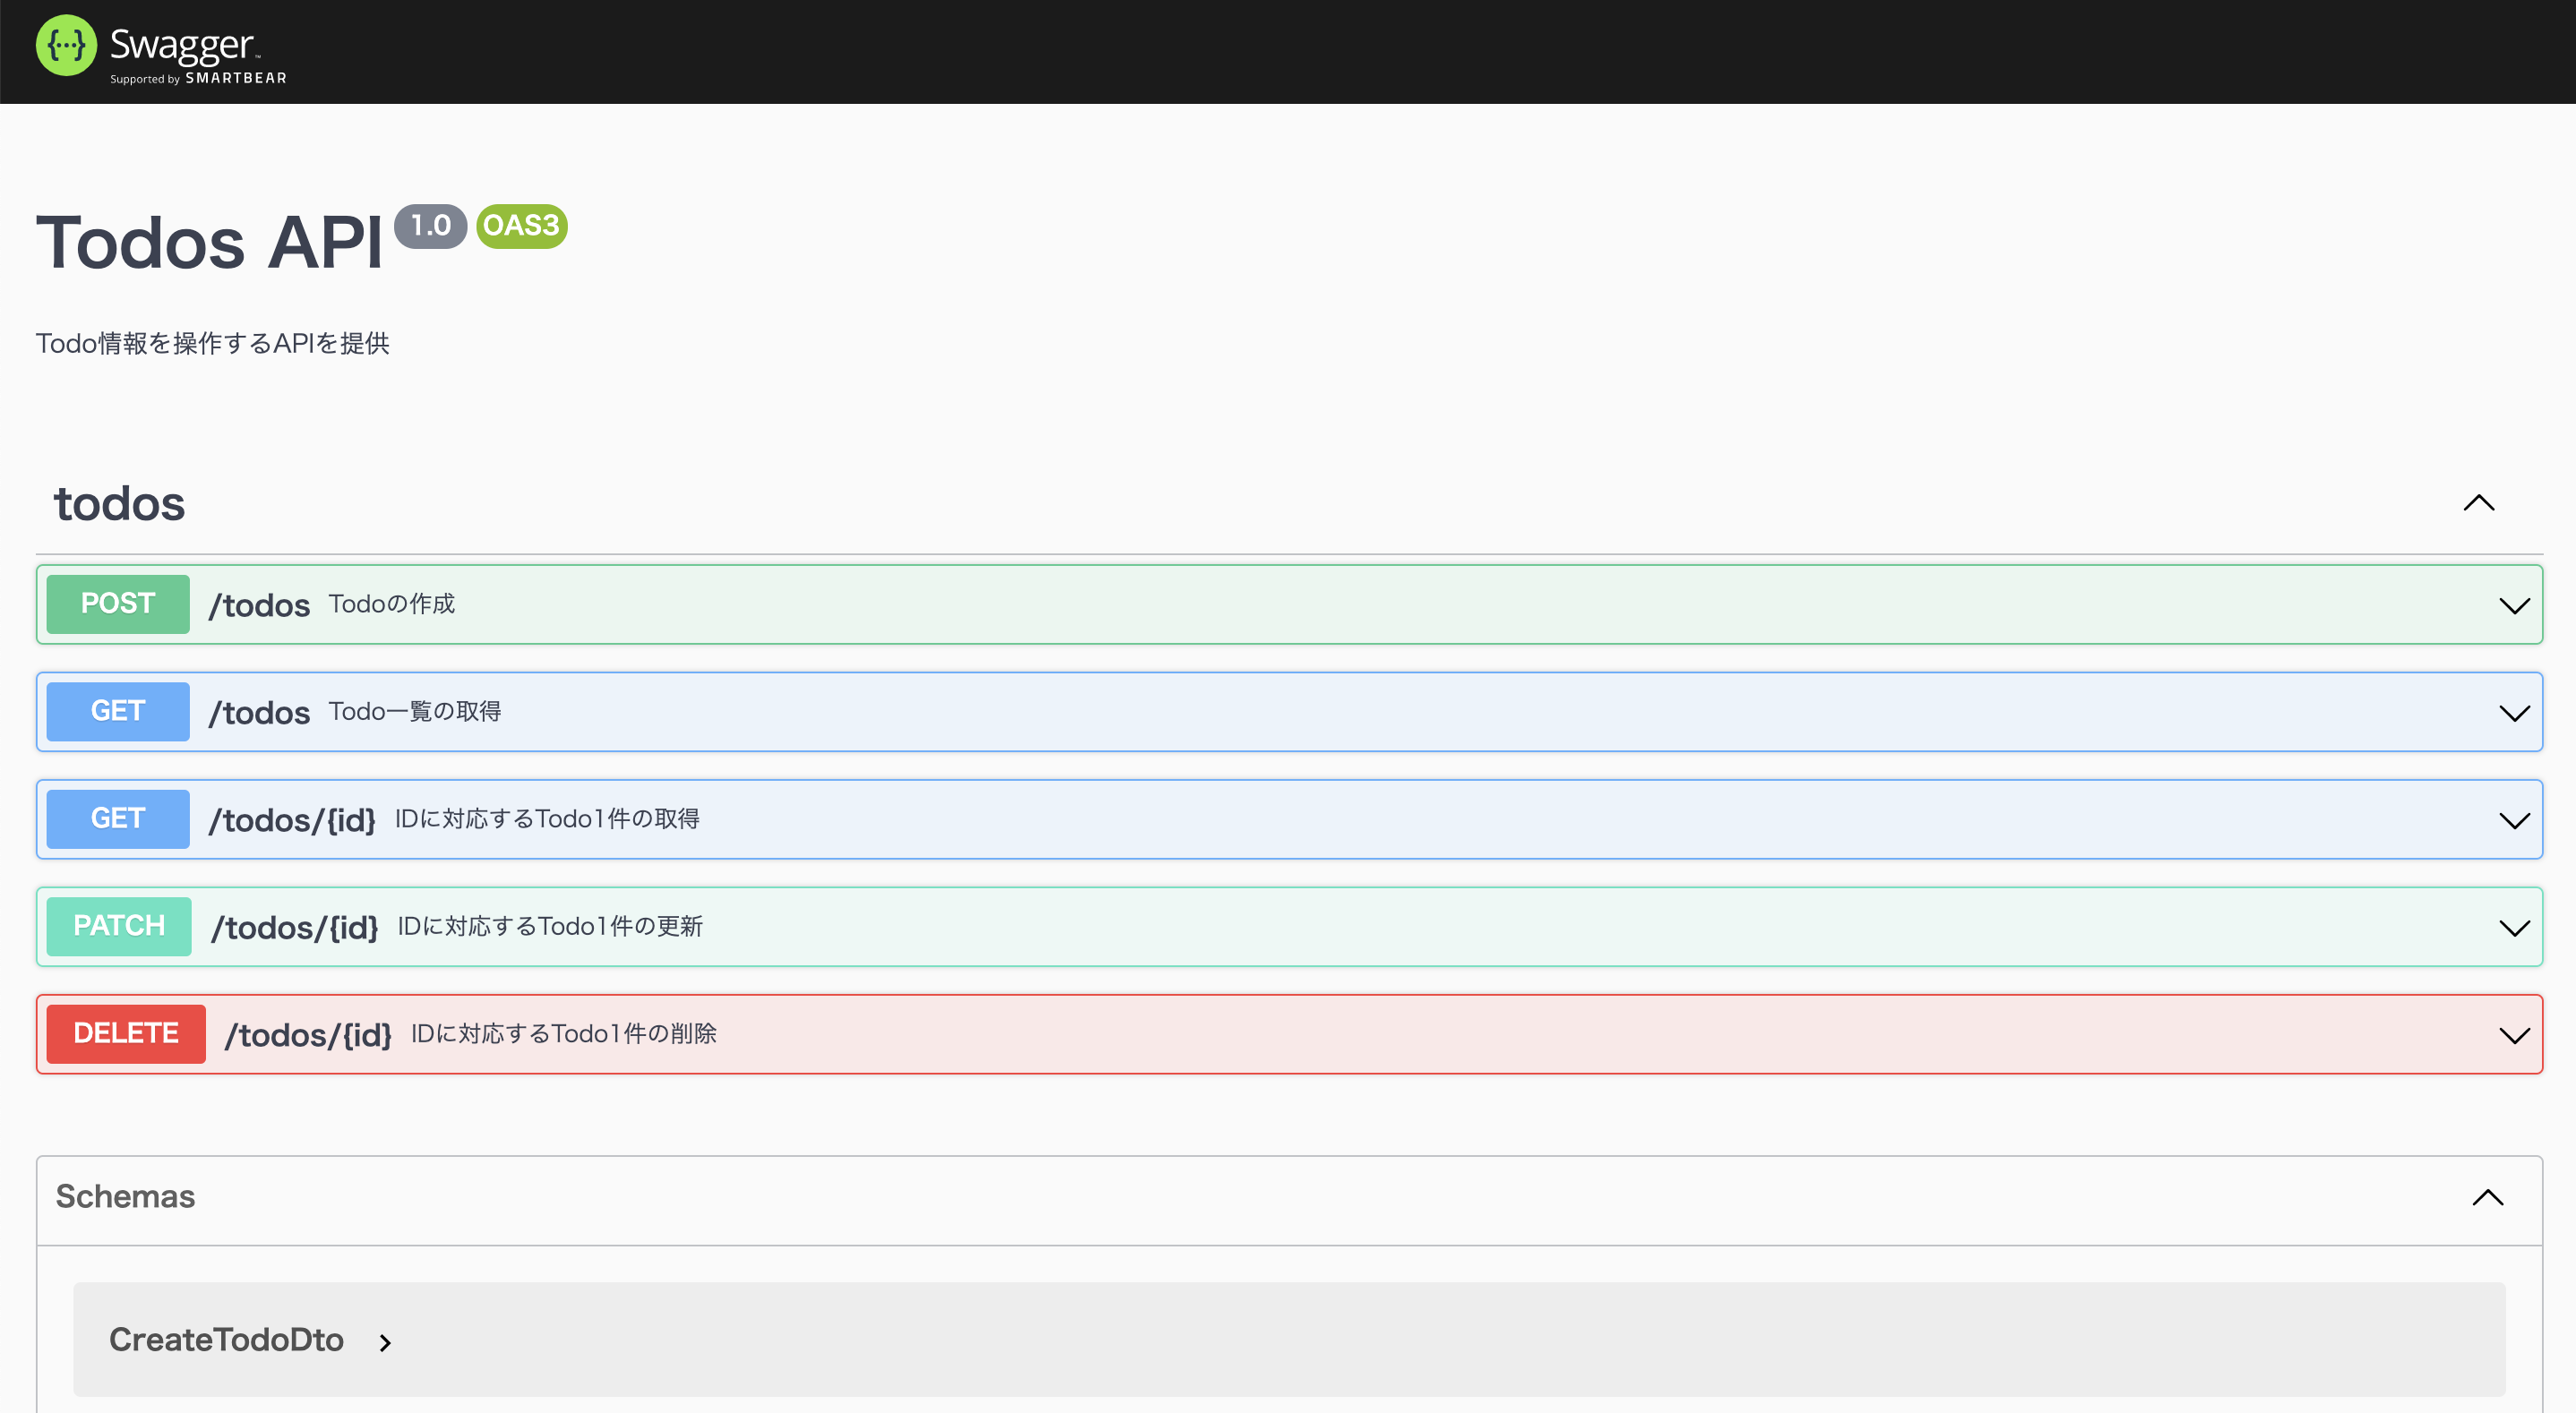 {···} Swagger™
Supported by SMARTBEAR
Todos API 1.0 OAS3
Todo情報を操作するAPIを提供
todos
POST /todos Todoの作成
GET /todos Todo一覧の取得
GET /todos/{id} IDに対応するTodo1件の取得
PATCH /todos/{id} IDに対応するTodo1件の更新
DELETE /todos/{id} IDに対応するTodo1件の削除
Schemas
CreateTodoDto